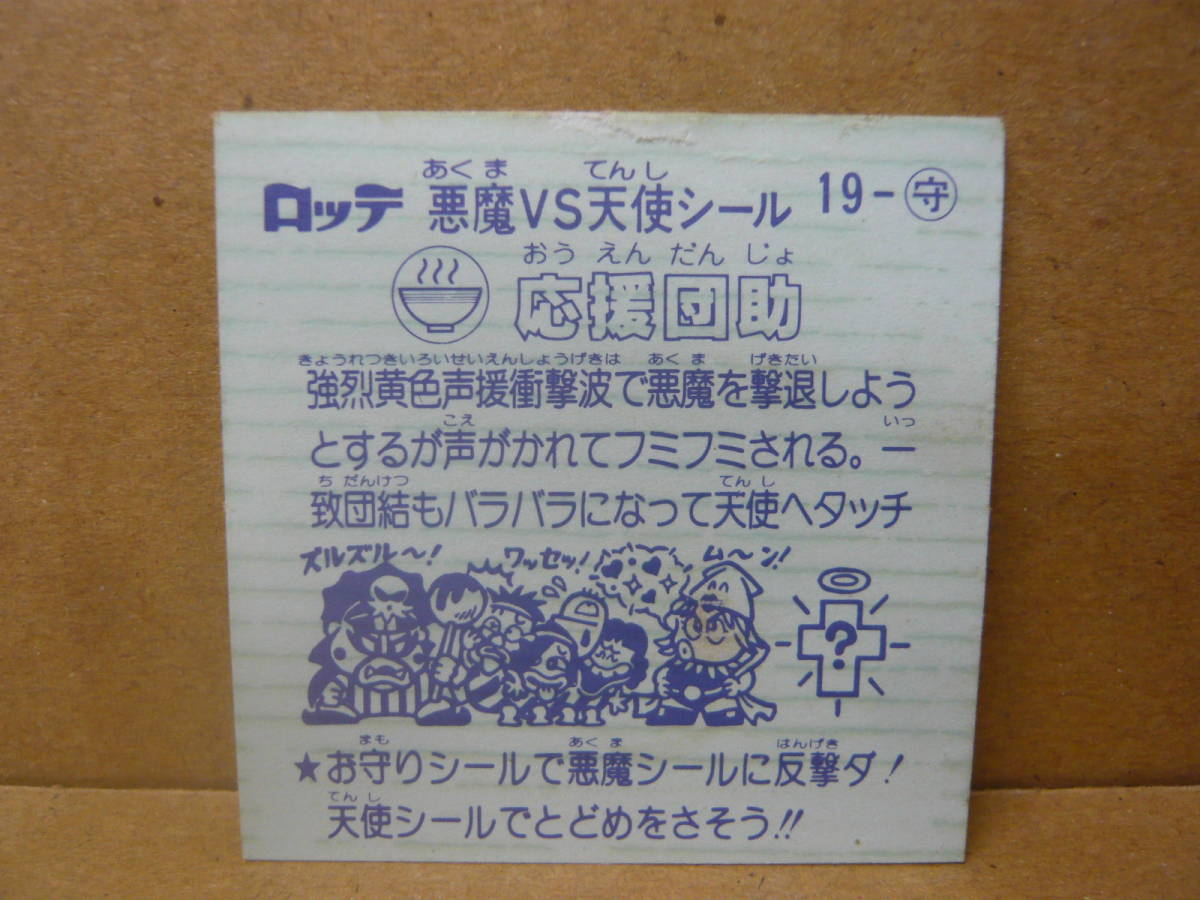 あくま てんし
ロッテ 悪魔VS天使シール 19-守
おうえんだんじょ
応援団助
きょうれつきいろいせいえんしょうげきは あくま げきたい
強烈黄色声援衝撃波で悪魔を撃退しよう
こえ いっ
とするが声がかれてフミフミされる。一
ちだんけつ てんし
致団結もバラバラになって天使へタッチ
ズルズル〜! ワッセッ! ム〜ン!
?
まも あくま はんげき
★お守りシールで悪魔シールに反撃ダ!
てんし
天使シールでとどめをさそう!!